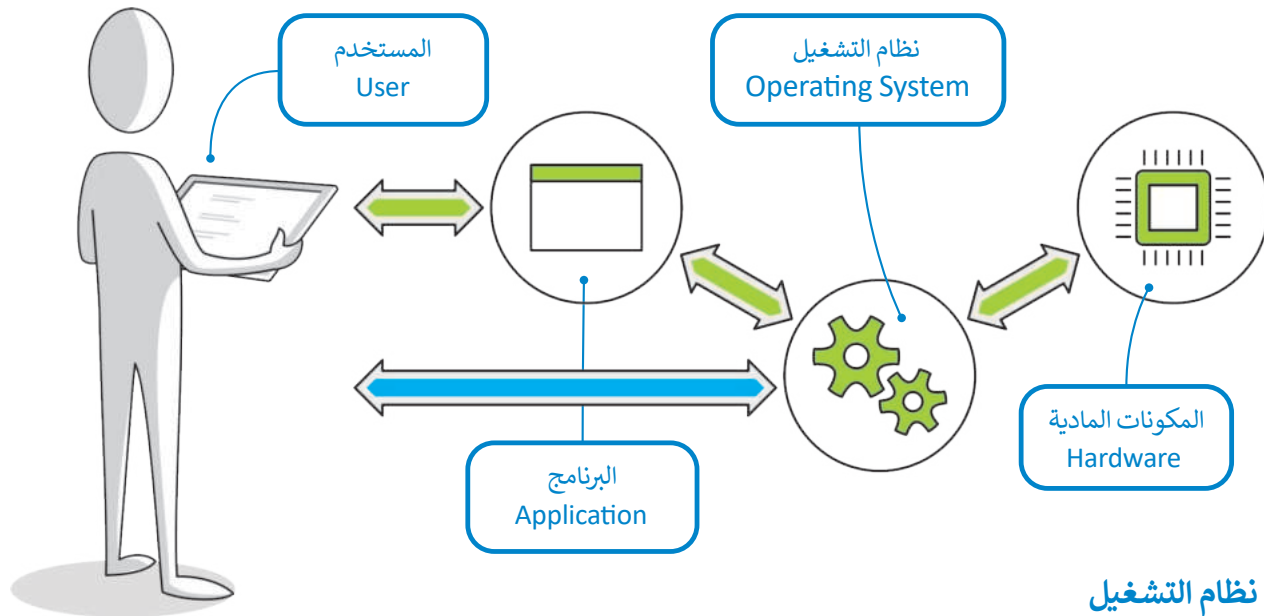 المستخدم
User
نظام التشغيل
Operating System
المكونات المادية
Hardware
البرنامج
Application
نظام التشغيل